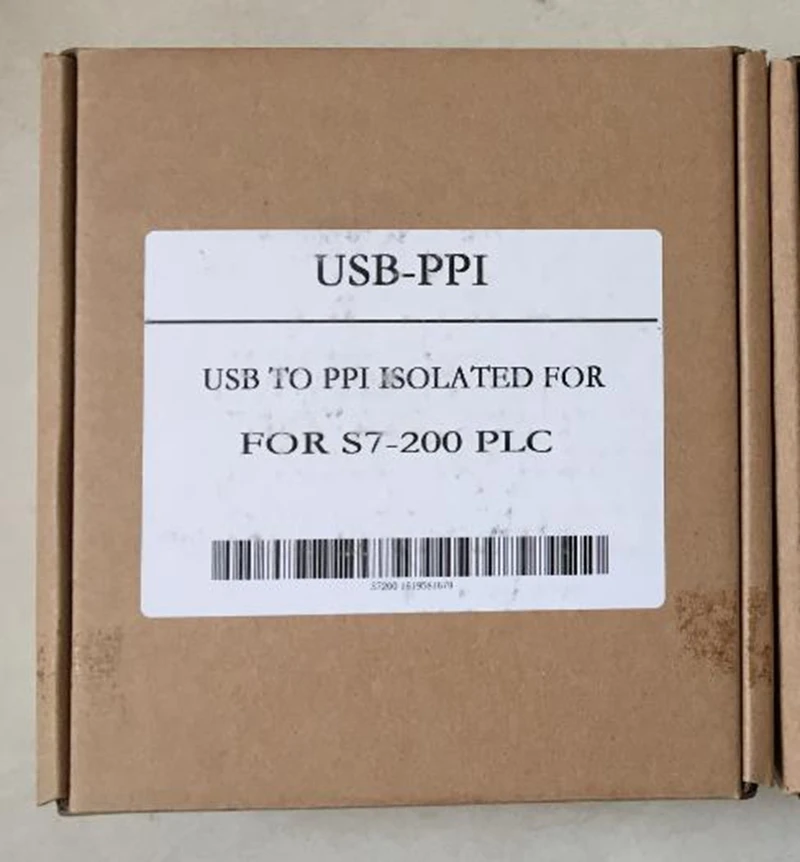 USB-PPI
USB TO PPI ISOLATED FOR
FOR S7-200 PLC